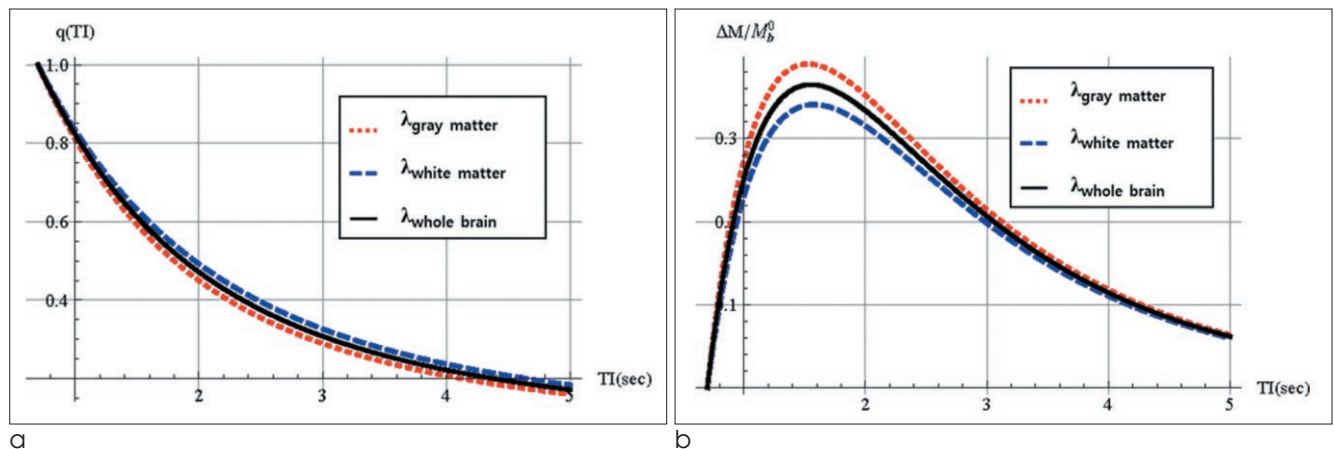 q(TI)
1.0
0.8
0.6
0.4
2
3
4
5
TI(sec)
λgray matter
λwhite matter
λwhole brain
a
ΔM/M_b^0
0.3
0.1
2
3
4
5
TI(sec)
λgray matter
λwhite matter
λwhole brain
b